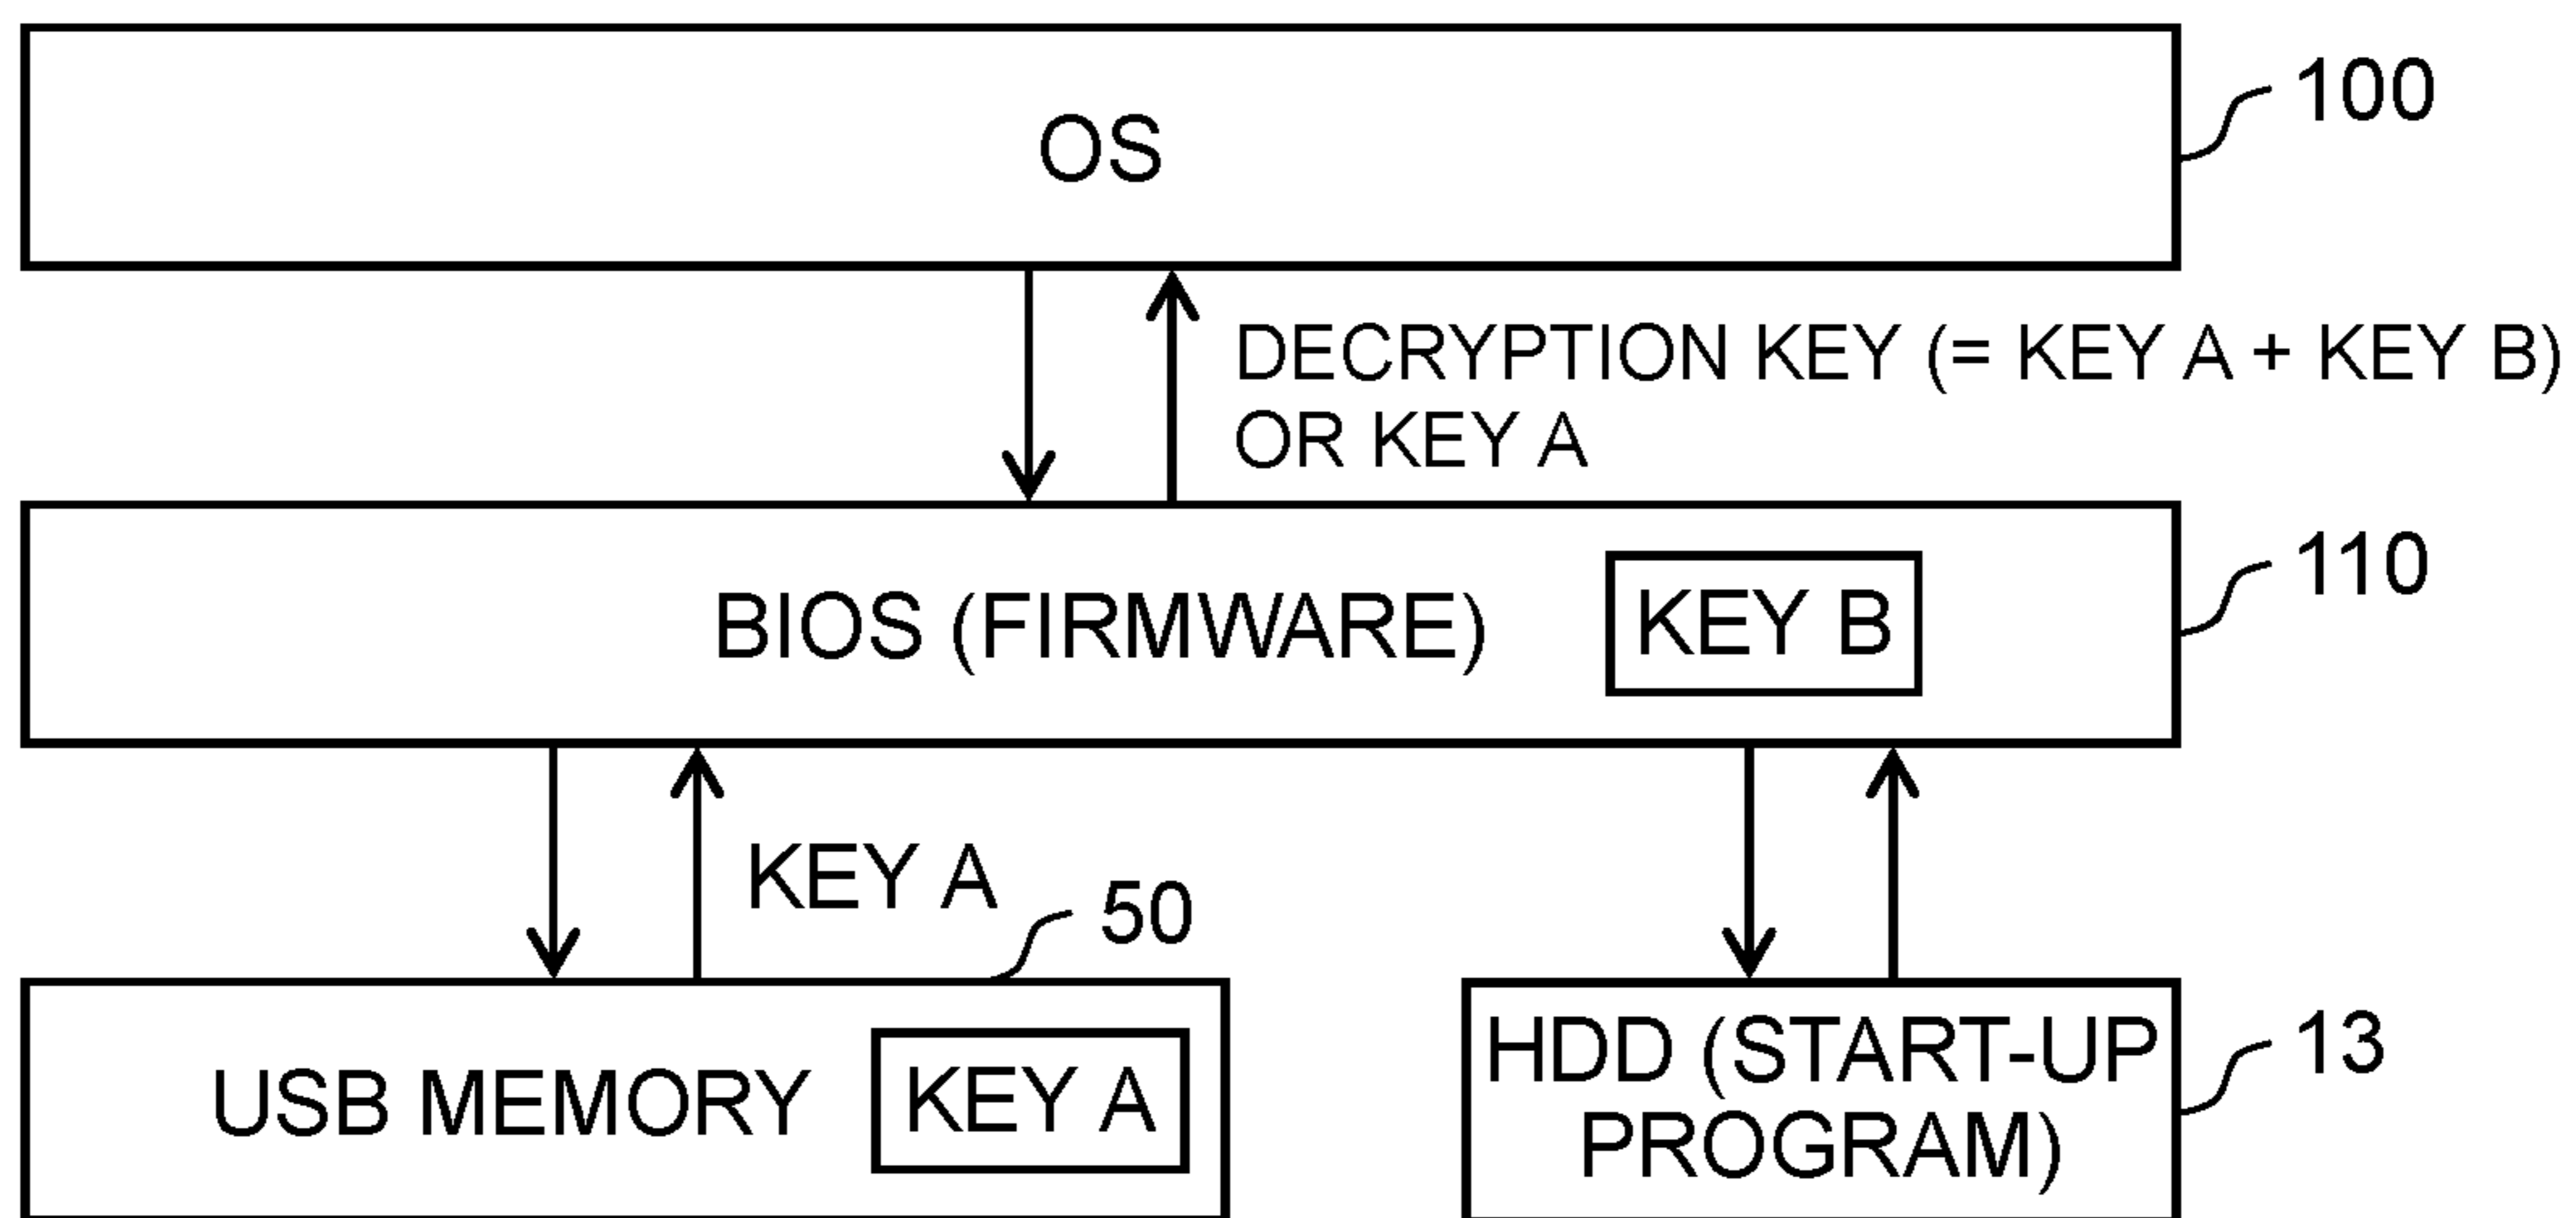 OS
100
DECRYPTION KEY (= KEY A + KEY B)
OR KEY A
BIOS (FIRMWARE)
KEY B
110
KEY A
50
USB MEMORY
KEY A
HDD (START-UP
PROGRAM)
13